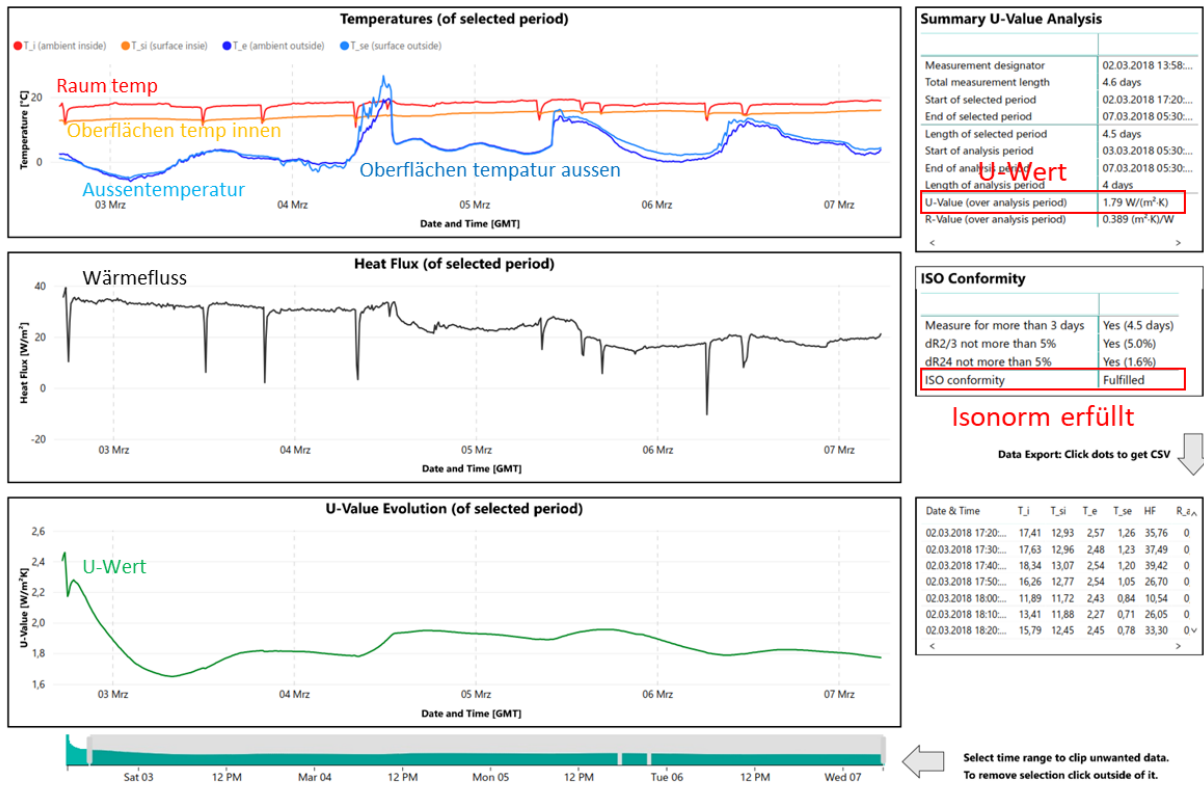 Temperatures (of selected period)
T_i (ambient inside) T_si (surface insie) T_e (ambient outside) T_se (surface outside)
Temperature [°C]
20
0
Raum temp
Oberflächen temp innen
Aussentemperatur
Oberflächen tempatur aussen
03 Mrz 04 Mrz 05 Mrz 06 Mrz 07 Mrz
Date and Time [GMT]
Heat Flux (of selected period)
Heat Flux [W/m²]
40
20
0
-20
Wärmefluss
03 Mrz 04 Mrz 05 Mrz 06 Mrz 07 Mrz
Date and Time [GMT]
U-Value Evolution (of selected period)
U-Value [W/m²K]
2,6
2,4
2,2
2,0
1,8
1,6
U-Wert
03 Mrz 04 Mrz 05 Mrz 06 Mrz 07 Mrz
Date and Time [GMT]
Sat 03 12 PM Mar 04 12 PM Mon 05 12 PM Tue 06 12 PM Wed 07
Summary U-Value Analysis
Measurement designator 02.03.2018 13:58:...
Total measurement length 4.6 days
Start of selected period 02.03.2018 17:20:...
End of selected period 07.03.2018 05:30:...
Length of selected period 4.5 days
Start of analysis period 03.03.2018 05:30:...
End of analysis period 07.03.2018 05:30:...
U-Wert
Length of analysis period 4 days
U-Value (over analysis period) 1.79 W/(m²·K)
R-Value (over analysis period) 0.389 (m²·K)/W
< >
ISO Conformity
Measure for more than 3 days Yes (4.5 days)
dR2/3 not more than 5% Yes (5.0%)
dR24 not more than 5% Yes (1.6%)
ISO conformity Fulfilled
Isonorm erfüllt
Data Export: Click dots to get CSV
Date & Time T_i T_si T_e T_se HF
02.03.2018 17:20:... 17,41 12,93 2,57 1,26 35,76 0
02.03.2018 17:30:... 17,63 12,96 2,48 1,23 37,49 0
02.03.2018 17:40:... 18,34 13,07 2,54 1,20 39,42 0
02.03.2018 17:50:... 16,26 12,77 2,54 1,05 26,70 0
02.03.2018 18:00:... 11,89 11,72 2,43 0,84 10,54 0
02.03.2018 18:10:... 13,41 11,88 2,27 0,71 26,05 0
02.03.2018 18:20:... 15,79 12,45 2,45 0,78 33,30 0
< >
Select time range to clip unwanted data.
To remove selection click outside of it.